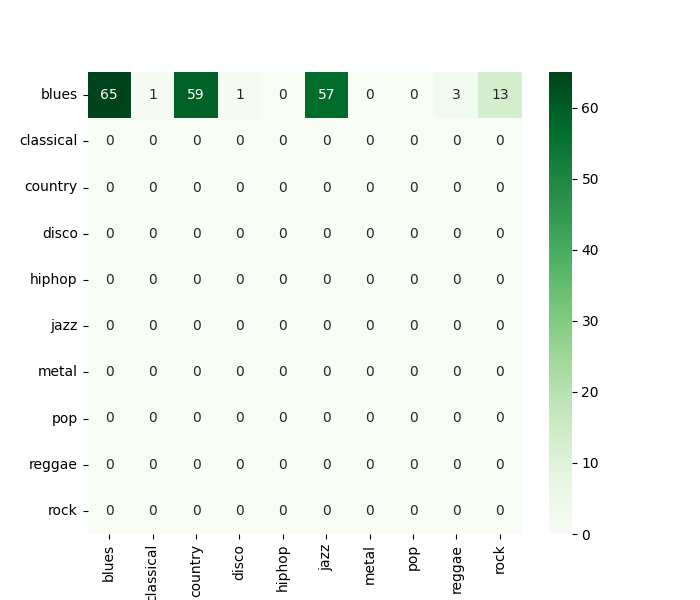 blues 65 1 59 1 0 57 0 0 3 13
classical 0 0 0 0 0 0 0 0 0 0
country 0 0 0 0 0 0 0 0 0 0
disco 0 0 0 0 0 0 0 0 0 0
hiphop 0 0 0 0 0 0 0 0 0 0
jazz 0 0 0 0 0 0 0 0 0 0
metal 0 0 0 0 0 0 0 0 0 0
pop 0 0 0 0 0 0 0 0 0 0
reggae 0 0 0 0 0 0 0 0 0 0
rock 0 0 0 0 0 0 0 0 0 0
blues classical country disco hiphop jazz metal pop reggae rock
60
50
40
30
20
10
0